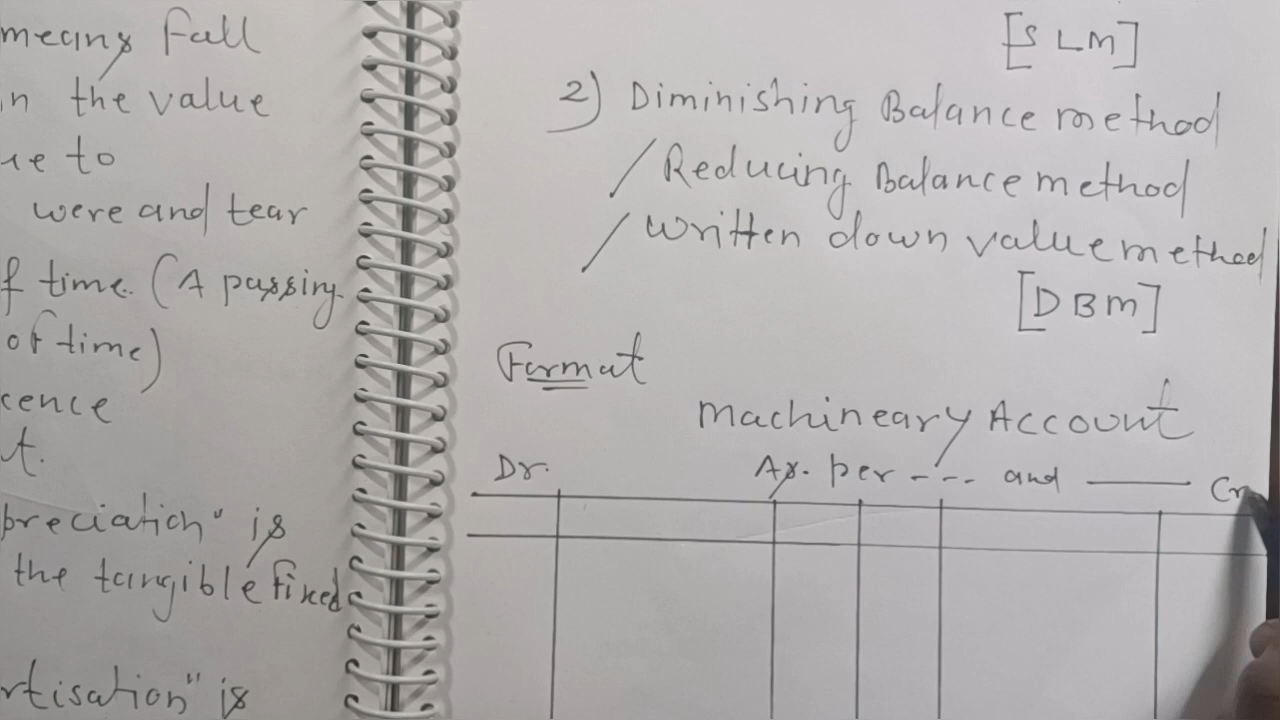 means Fall
in the value
ue to
were and tear
f time. (A passing
of time)
cence
t.
preciation" is
the tangible fixed
rtisation" is
[SLM]
2) Diminishing Balance method
/ Reducing Balance method
/ written down value method
[DBM]
Format
Machineary Account
Dr. As. per --- and ——— Cr